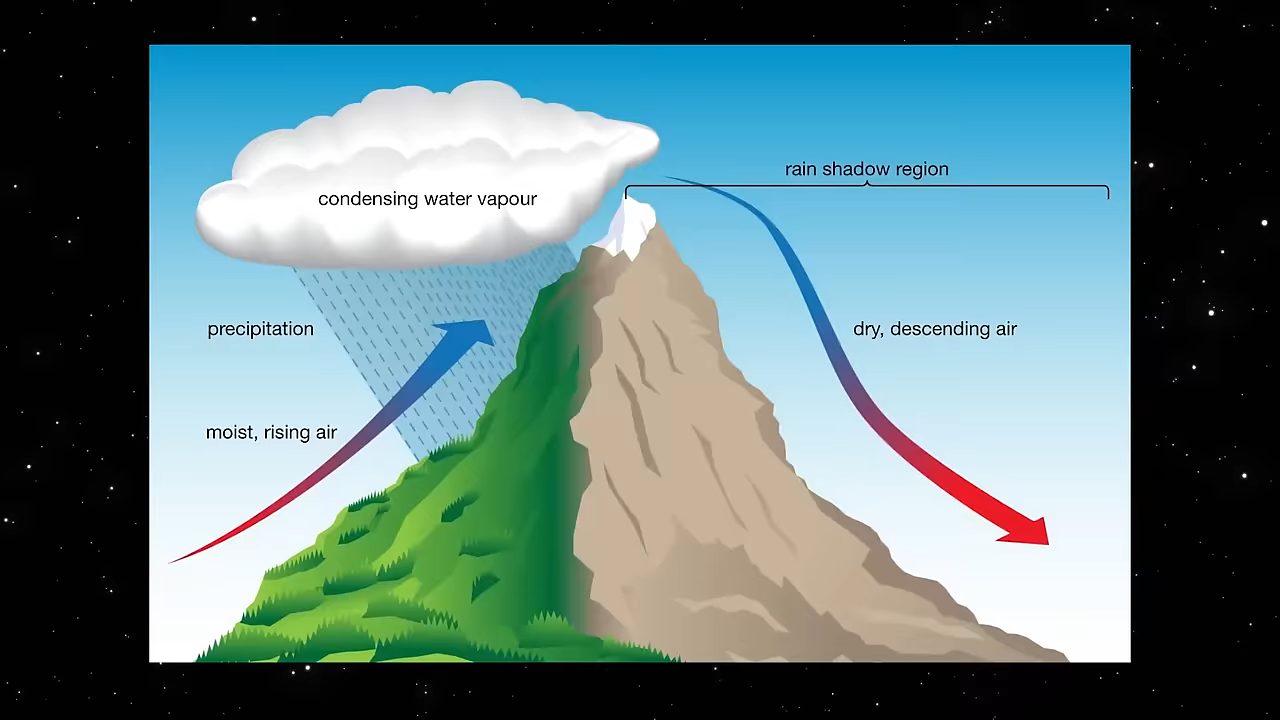 rain shadow region
condensing water vapour
precipitation
dry, descending air
moist, rising air